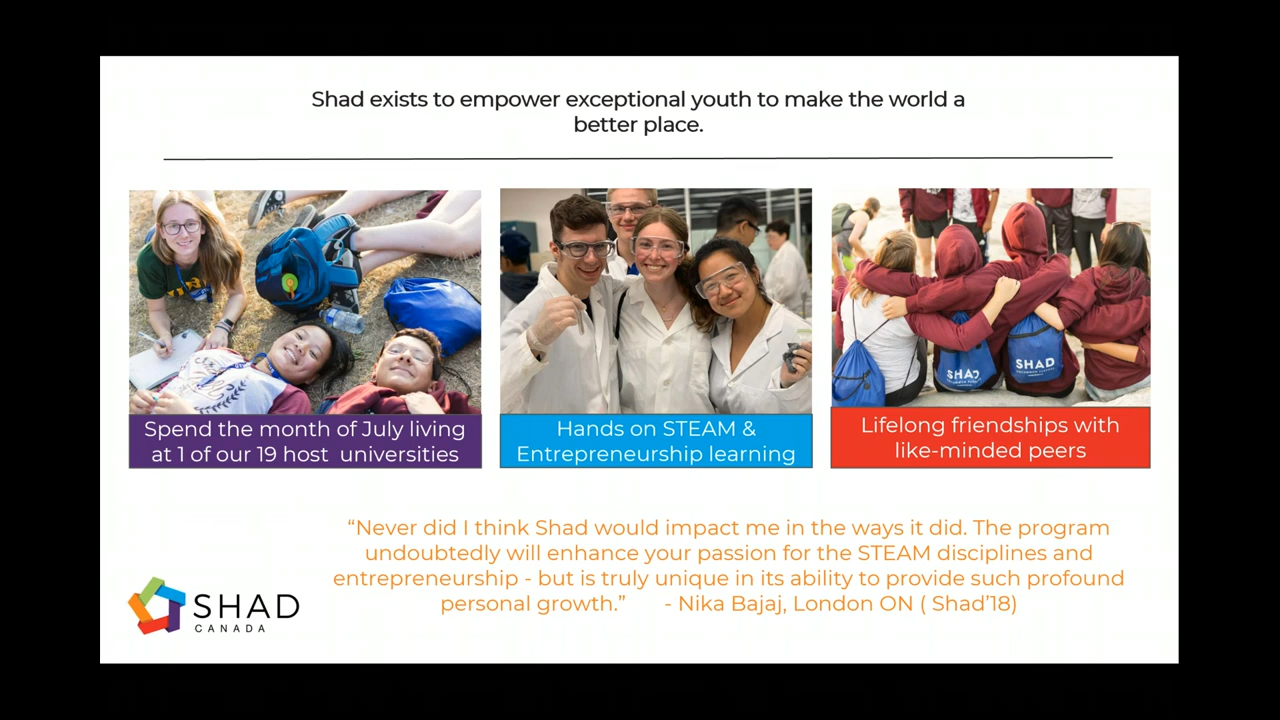 Shad exists to empower exceptional youth to make the world a
better place.
Spend the month of July living
at 1 of our 19 host  universities
Hands on STEAM &
Entrepreneurship learning
SHAD
SHAD
Lifelong friendships with
like-minded peers
“Never did I think Shad would impact me in the ways it did. The program
undoubtedly will enhance your passion for the STEAM disciplines and
entrepreneurship - but is truly unique in its ability to provide such profound
personal growth.”      - Nika Bajaj, London ON ( Shad’18)
SHAD
CANADA